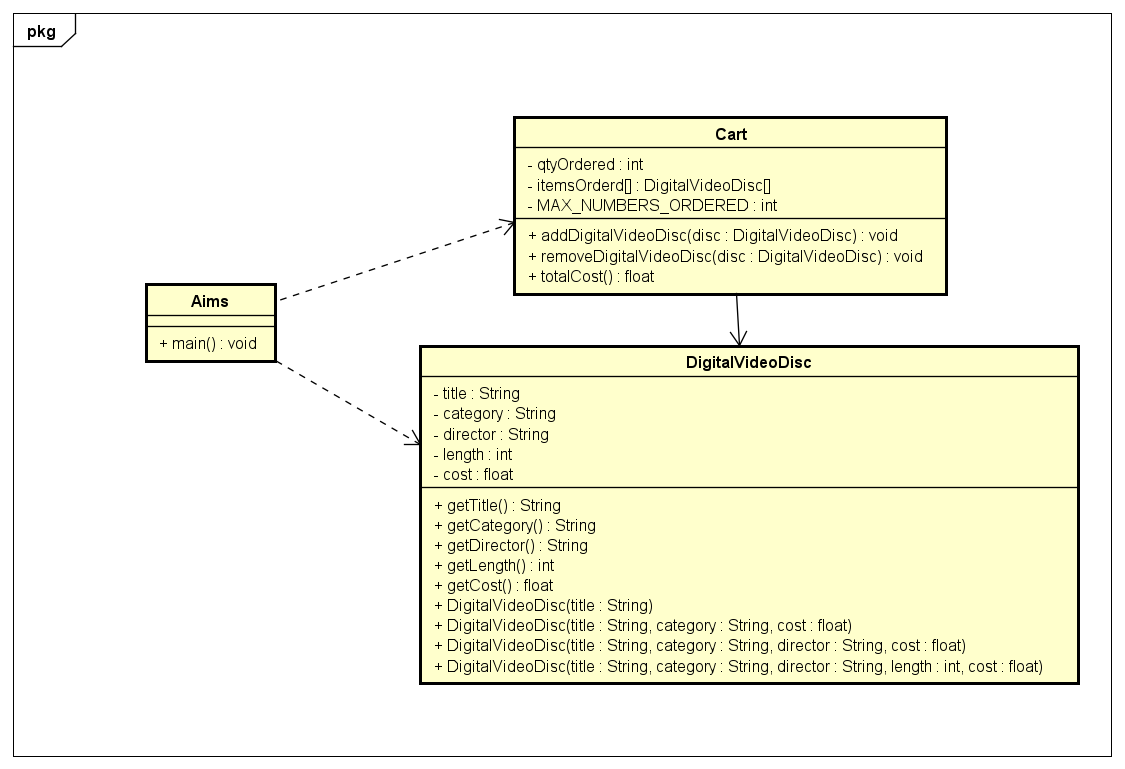 pkg
Cart
- qtyOrdered : int
- itemsOrderd[] : DigitalVideoDisc[]
- MAX_NUMBERS_ORDERED : int
+ addDigitalVideoDisc(disc : DigitalVideoDisc) : void
+ removeDigitalVideoDisc(disc : DigitalVideoDisc) : void
+ totalCost() : float
Aims
+ main() : void
DigitalVideoDisc
- title : String
- category : String
- director : String
- length : int
- cost : float
+ getTitle() : String
+ getCategory() : String
+ getDirector() : String
+ getLength() : int
+ getCost() : float
+ DigitalVideoDisc(title : String)
+ DigitalVideoDisc(title : String, category : String, cost : float)
+ DigitalVideoDisc(title : String, category : String, director : String, cost : float)
+ DigitalVideoDisc(title : String, category : String, director : String, length : int, cost : float)